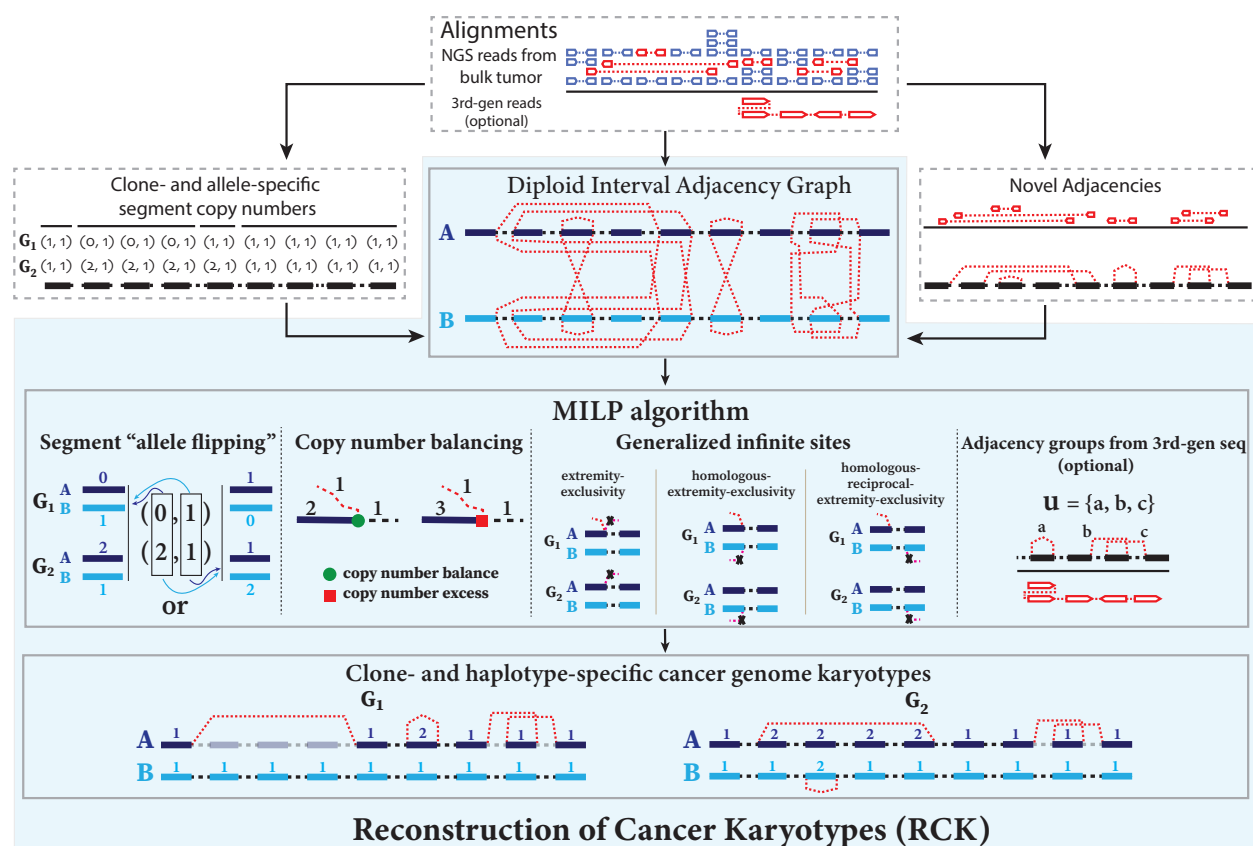 Alignments
NGS reads from
bulk tumor
3rd-gen reads
(optional)
Clone- and allele-specific
segment copy numbers
G1 (1, 1) (0, 1) (0, 1) (0, 1) (1, 1) (1, 1) (1, 1) (1, 1) (1, 1)
G2 (1, 1) (2, 1) (2, 1) (2, 1) (2, 1) (1, 1) (1, 1) (1, 1) (1, 1)
Diploid Interval Adjacency Graph
A
B
Novel Adjacencies
MILP algorithm
Segment “allele flipping”
0
G1 A
B
1
2
G2 A
B
1
(0,1)
(2,1)
or
1
0
1
2
Copy number balancing
1
2 1
1
3 1
copy number balance
copy number excess
Generalized infinite sites
extremity-
exclusivity
G1 A
B
G2 A
B
homologous-
extremity-exclusivity
G1 A
B
G2 A
B
homologous-
reciprocal-
extremity-exclusivity
G1 A
B
G2 A
B
Adjacency groups from 3rd-gen seq
(optional)
u = {a, b, c}
a b c
Clone- and haplotype-specific cancer genome karyotypes
G1
A 1 1 2 1 1 1
B 1 1 1 1 1 1 1 1 1
G2
A 1 2 2 2 2 1 1 1 1
B 1 1 2 1 1 1 1 1 1
Reconstruction of Cancer Karyotypes (RCK)